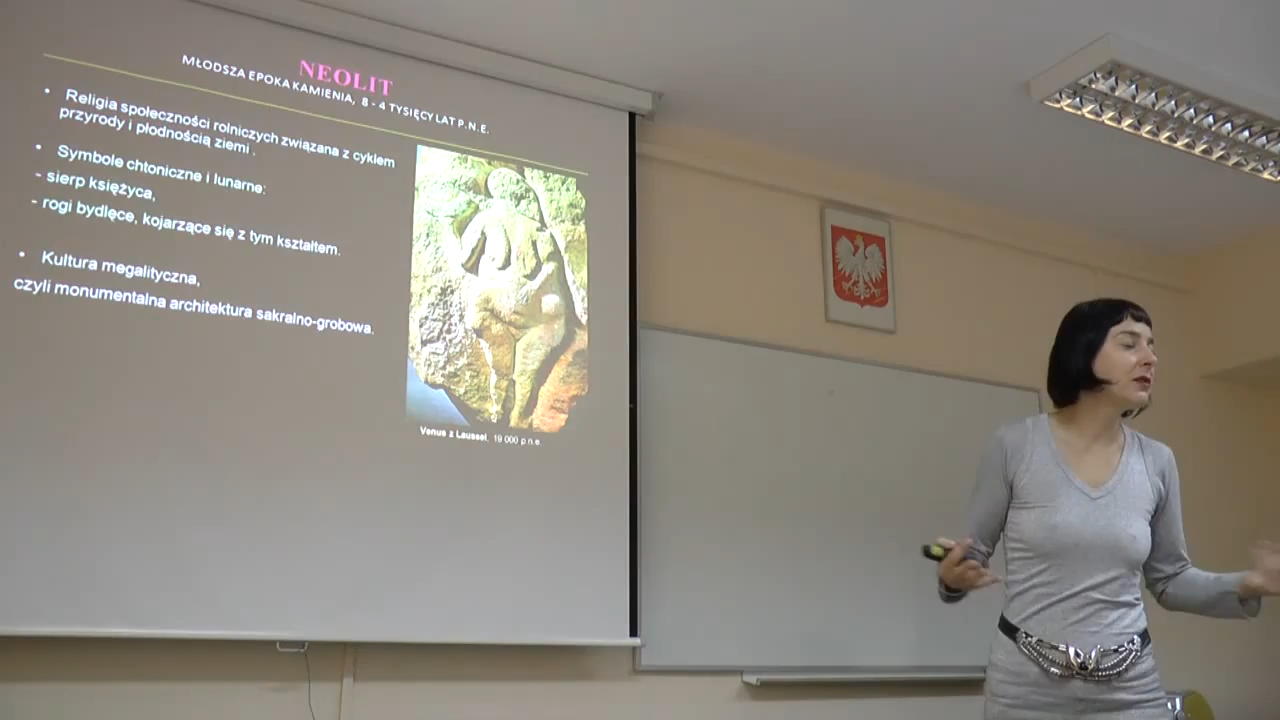 NEOLIT
MŁODSZA EPOKA KAMIENIA, 8 - 4 TYSIĘCY LAT P.N.E.
• Religia społeczności rolniczych związana z cyklem
przyrody i płodnością ziemi .
• Symbole chtoniczne i lunarne:
- sierp księżyca,
- rogi bydlęce, kojarzące się z tym kształtem.
• Kultura megalityczna,
czyli monumentalna architektura sakralno-grobowa.
Venus z Laussel, 19 000 p.n.e.